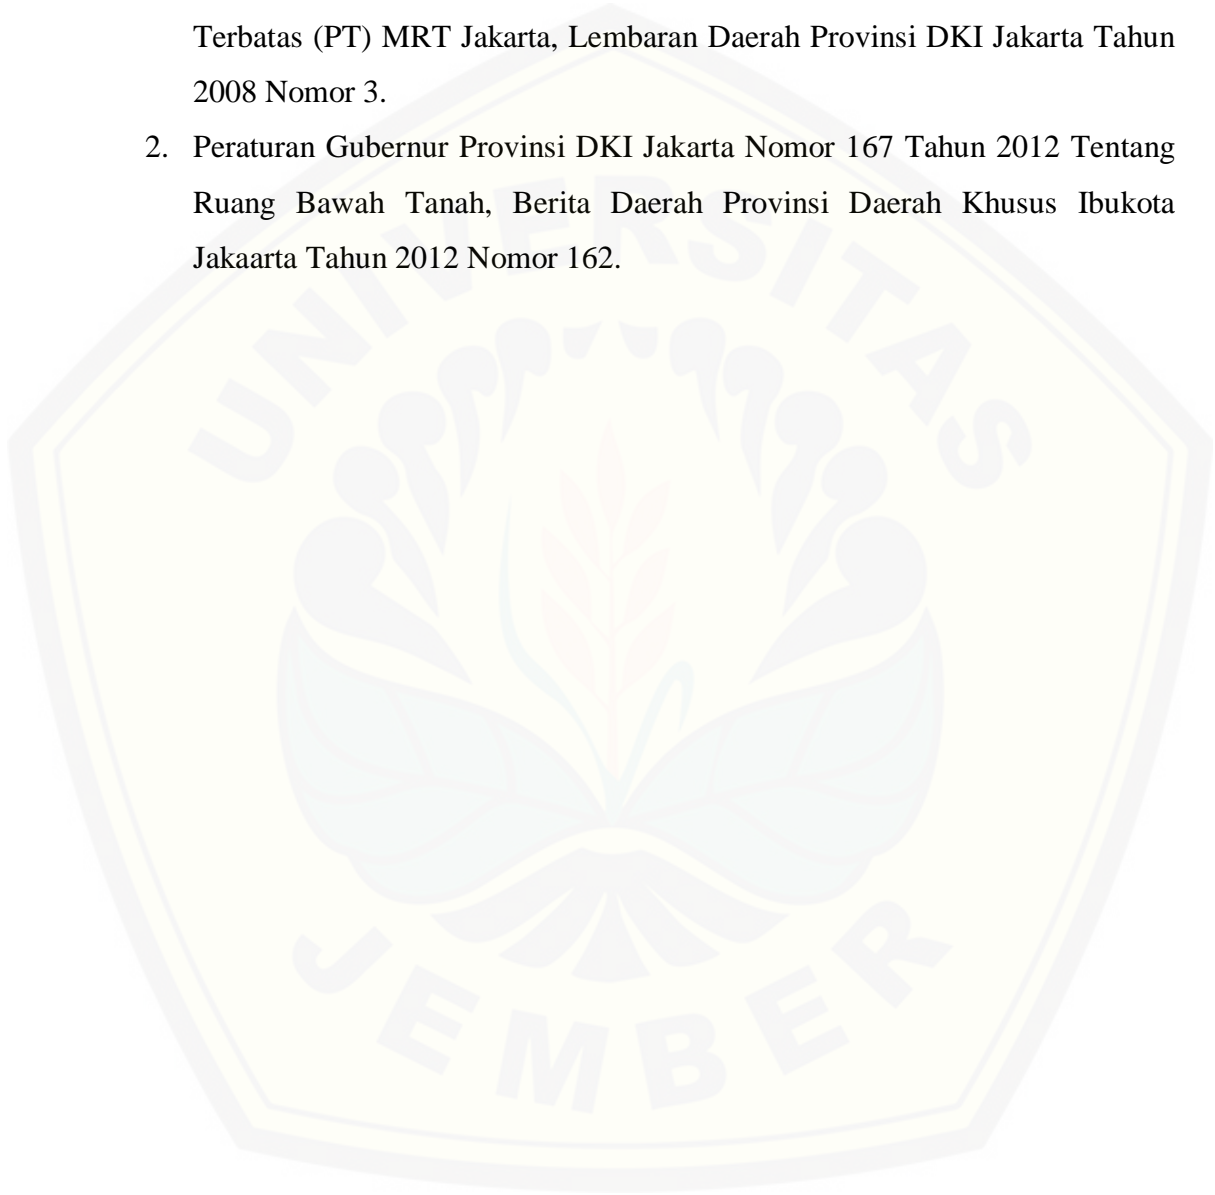 Terbatas (PT) MRT Jakarta, Lembaran Daerah Provinsi DKI Jakarta Tahun
2008 Nomor 3.
2. Peraturan Gubernur Provinsi DKI Jakarta Nomor 167 Tahun 2012 Tentang
Ruang Bawah Tanah, Berita Daerah Provinsi Daerah Khusus Ibukota
Jakaarta Tahun 2012 Nomor 162.
UNIVERSITAS
JEMBER